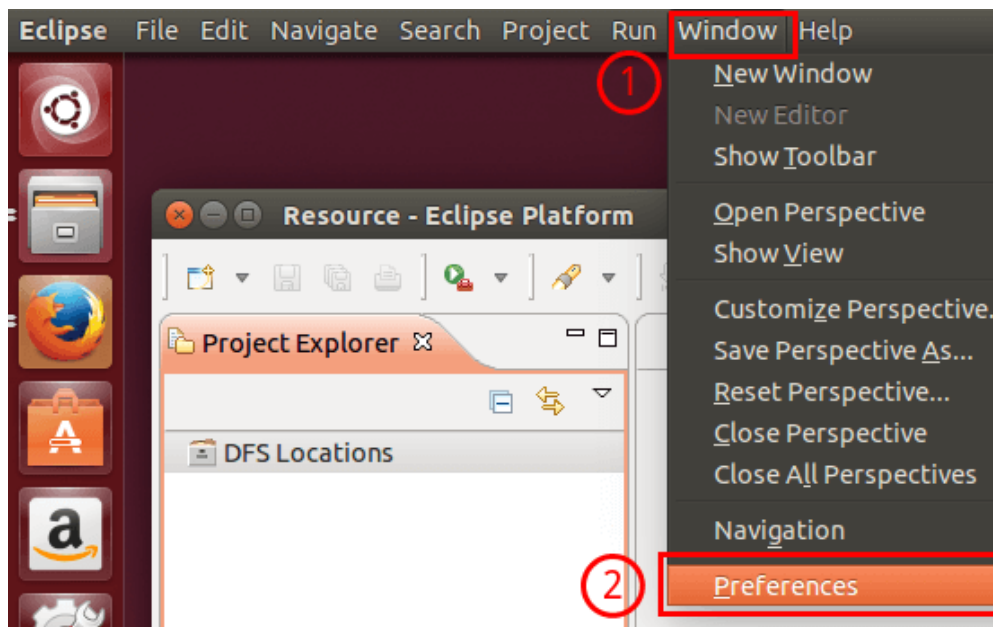 Eclipse File Edit Navigate Search Project Run Window Help
1
New Window
New Editor
Show Toolbar
Open Perspective
Show View
Customize Perspective.
Save Perspective As...
Reset Perspective...
Close Perspective
Close All Perspectives
Navigation
2
Preferences
Resource - Eclipse Platform
Project Explorer
DFS Locations
A
a